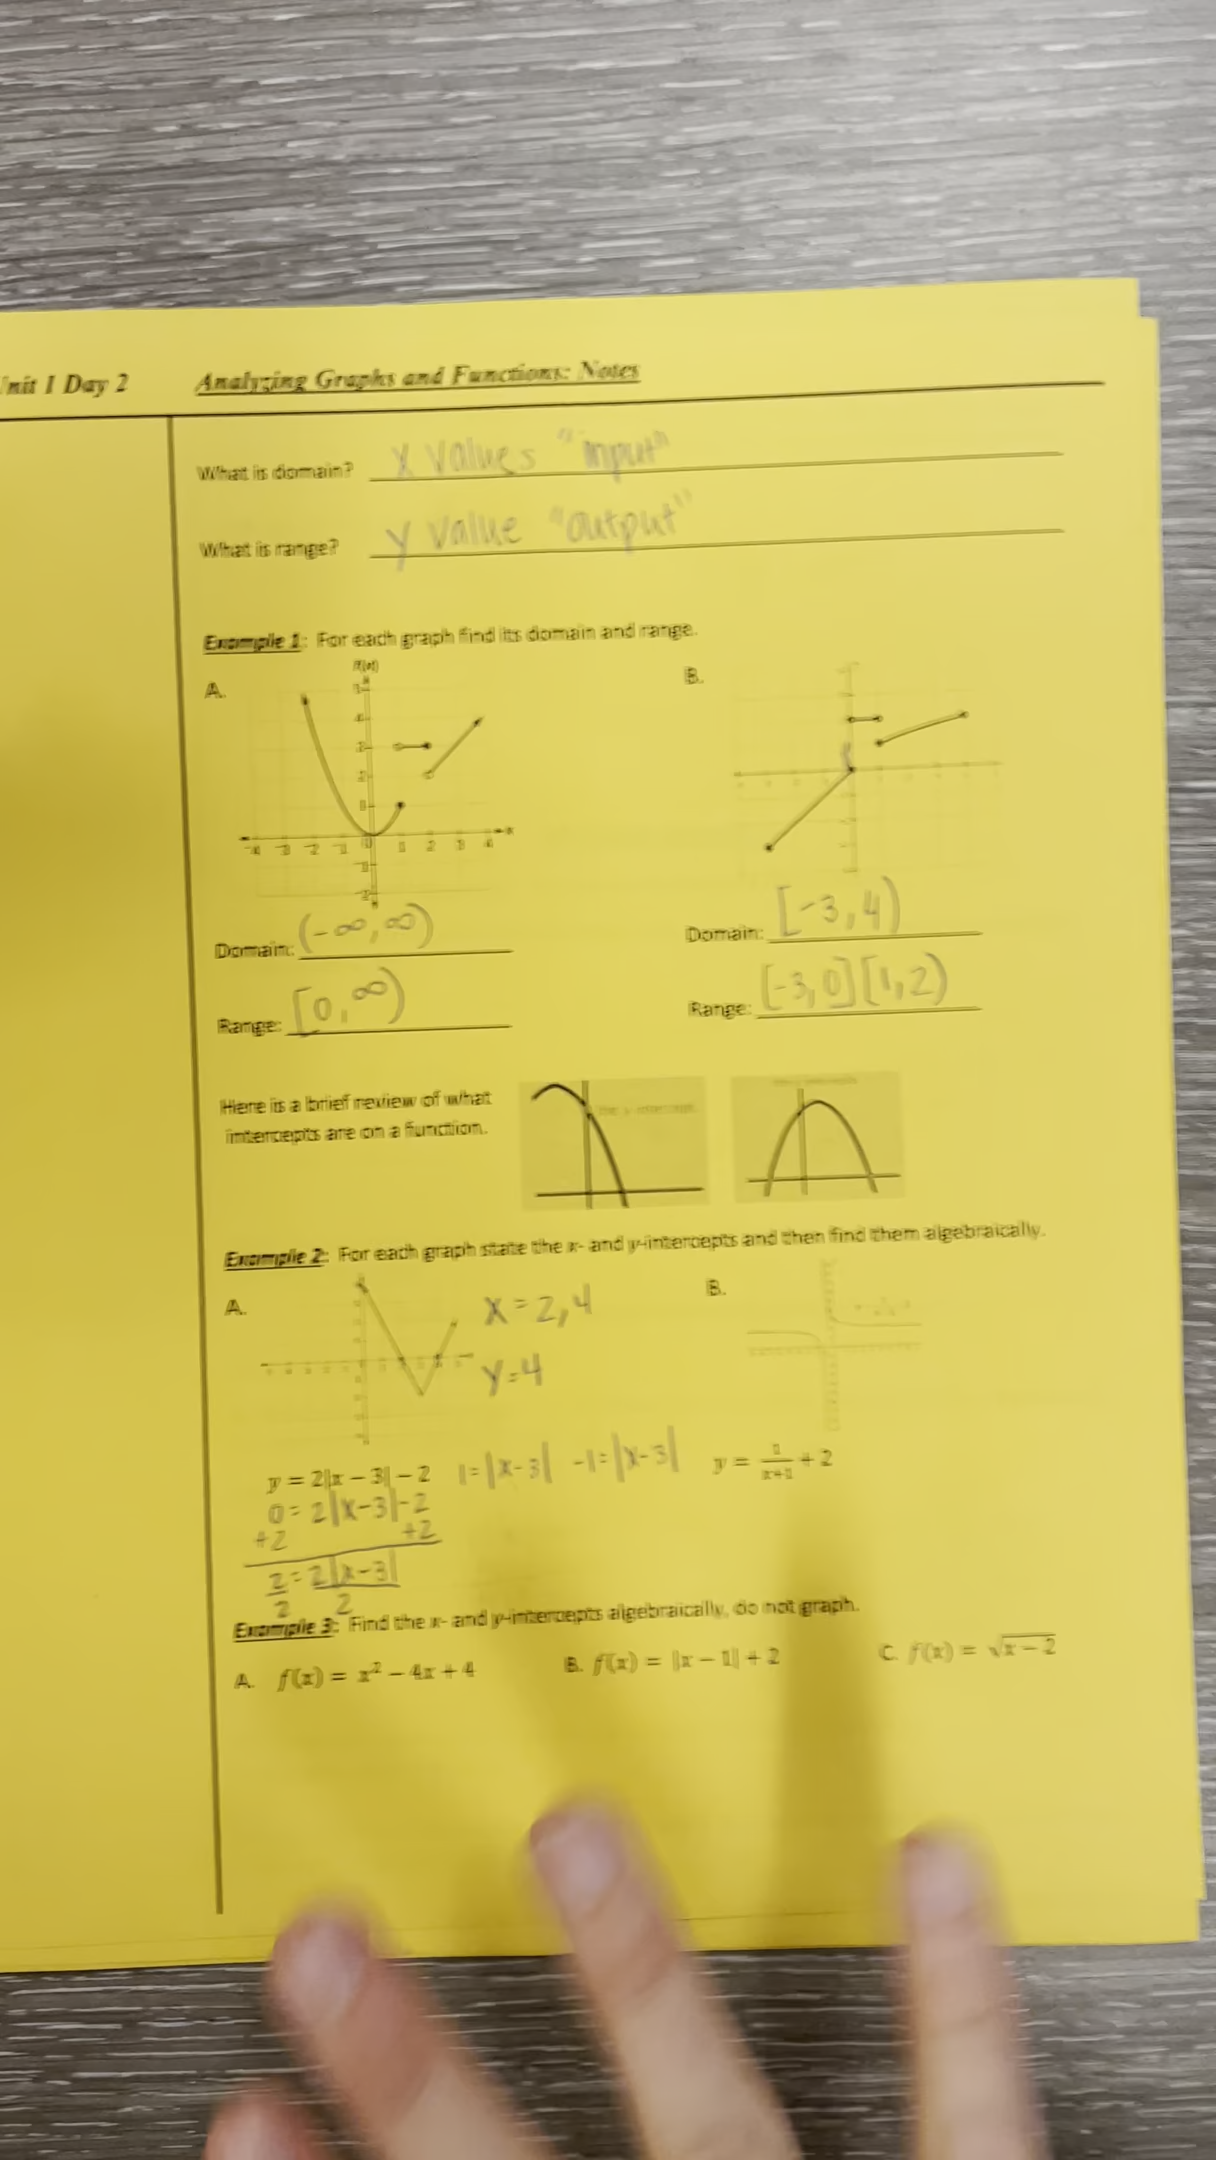 Unit 1 Day 2
Analyzing Graphs and Functions: Notes
What is domain? x values "input"
What is range? y value "output"
Example 1: For each graph find its domain and range.
A.
B.
Domain: (-∞, ∞)
Domain: [-3, 4)
Range: [0, ∞)
Range: [-3, 0][1, 2)
Here is a brief review of what
intercepts are on a function.
Example 2: For each graph state the x- and y-intercepts and then find them algebraically.
A.
X = 2, 4
Y = 4
B.
y = 2|x − 3| − 2
1 = |x-3|
-1 = |x-3|
y = 1/(x+1) + 2
0 = 2|x-3| -2
+2 +2
2/2 = 2|x-3|/2
Example 3: Find the x- and y-intercepts algebraically, do not graph.
A. f(x) = x² − 4x + 4
B. f(x) = |x − 1| + 2
C. f(x) = √x − 2